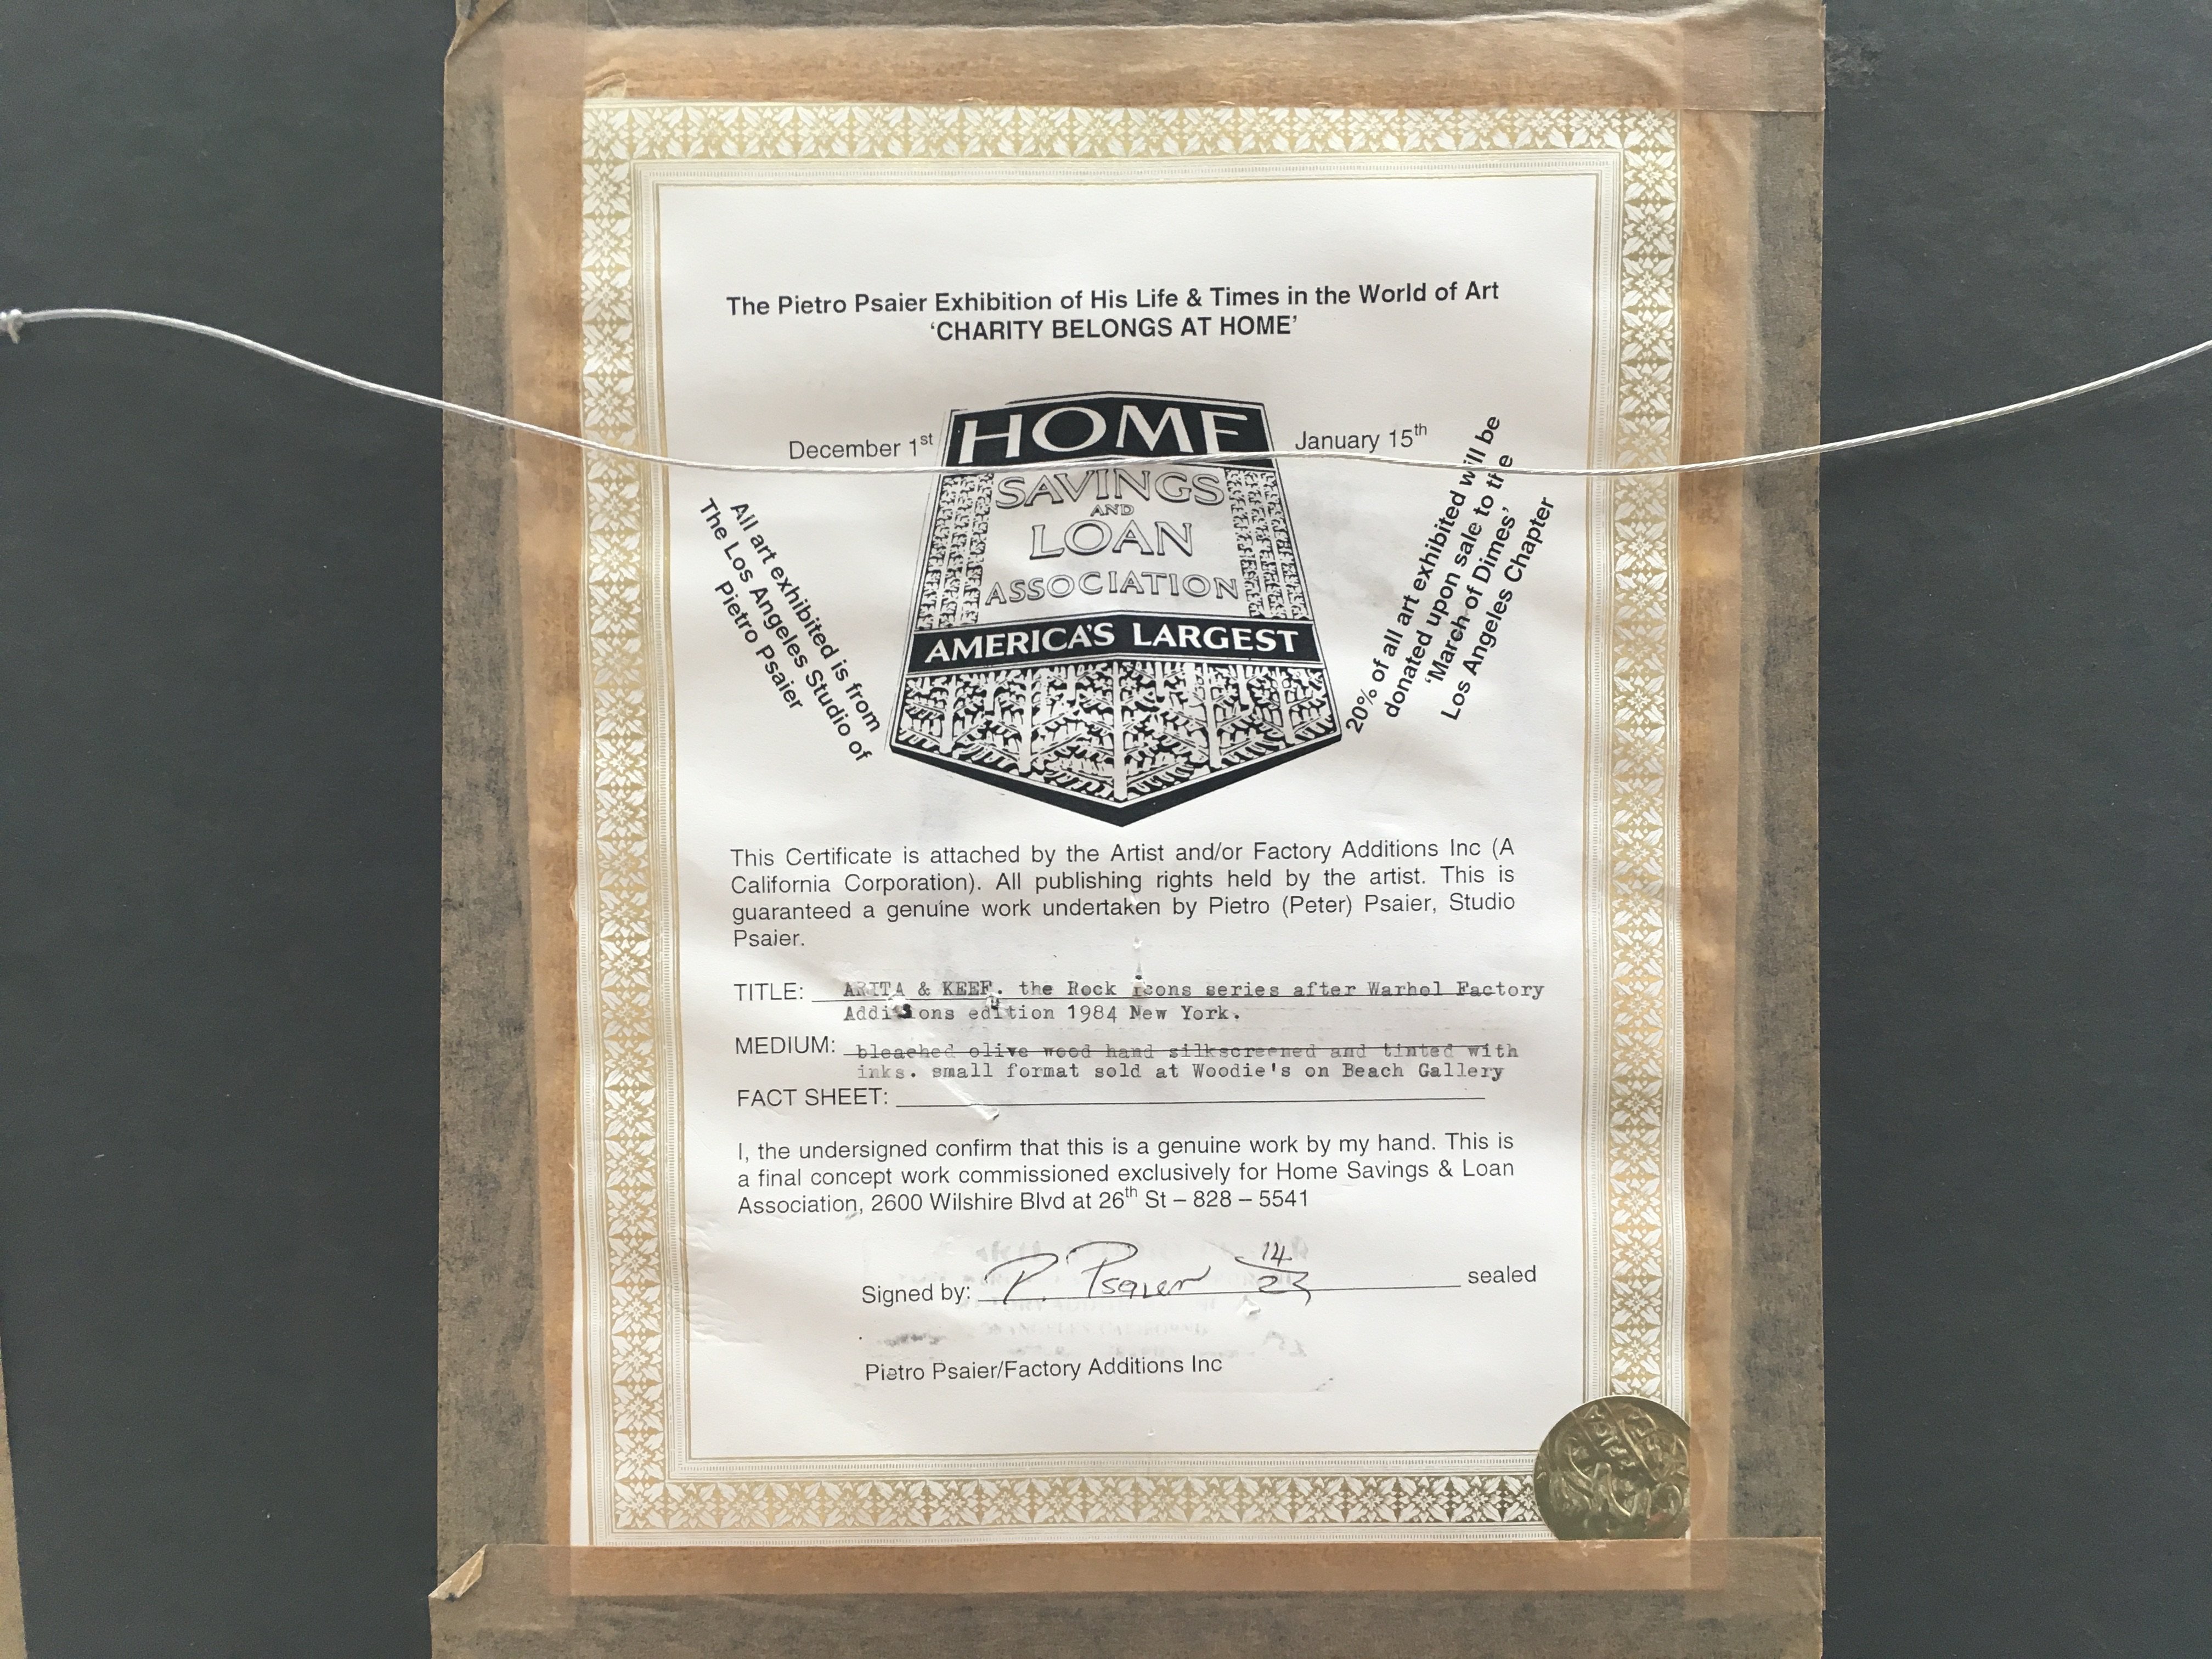 The Pietro Psaier Exhibition of His Life & Times in the World of Art
‘CHARITY BELONGS AT HOME’
December 1st
January 15th
HOME
SAVINGS
AND
LOAN
ASSOCIATION
AMERICA'S LARGEST
All art exhibited is from
The Los Angeles Studio of
Pietro Psaier
20% of all art exhibited will be
donated upon sale to the
‘March of Dimes’
Los Angeles Chapter
This Certificate is attached by the Artist and/or Factory Additions Inc (A
California Corporation). All publishing rights held by the artist. This is
guaranteed a genuine work undertaken by Pietro (Peter) Psaier, Studio
Psaier.
TITLE: & KEEF. the Rock icons series after Warhol Factory
Additions edition 1984 New York.
MEDIUM: bleached olive wood hand silkscreened and tinted with
inks. small format sold at Woodie's on Beach Gallery
FACT SHEET:
I, the undersigned confirm that this is a genuine work by my hand. This is
a final concept work commissioned exclusively for Home Savings & Loan
Association, 2600 Wilshire Blvd at 26th St – 828 – 5541
Signed by: P. Psaier 14/23 sealed
Pietro Psaier/Factory Additions Inc